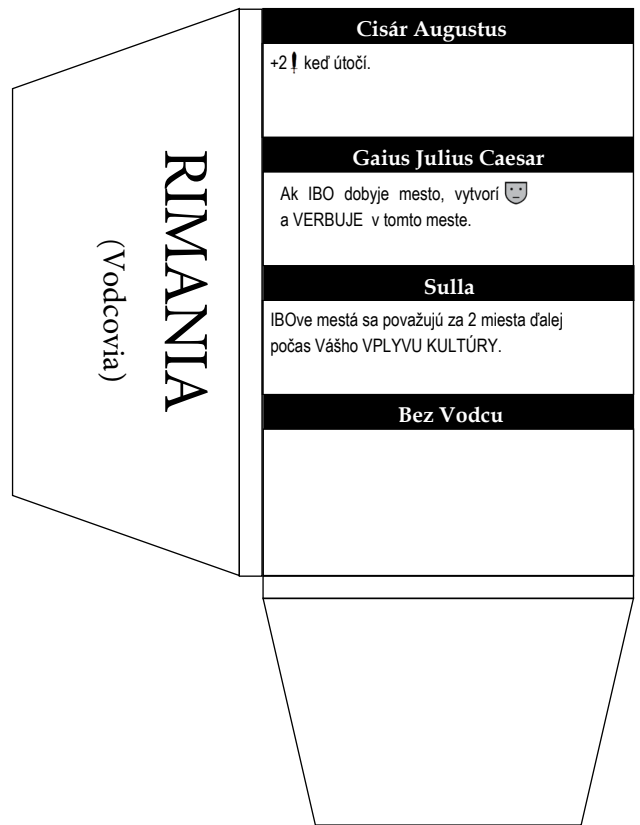 Cisár Augustus
+2 keď útočí.
Gaius Julius Caesar
Ak IBO dobyje mesto, vytvorí
a VERBUJE v tomto meste.
Sulla
IBOve mestá sa považujú za 2 miesta ďalej
počas Vášho VPLYVU KULTÚRY.
Bez Vodcu
RIMANIA
(Vodcovia)